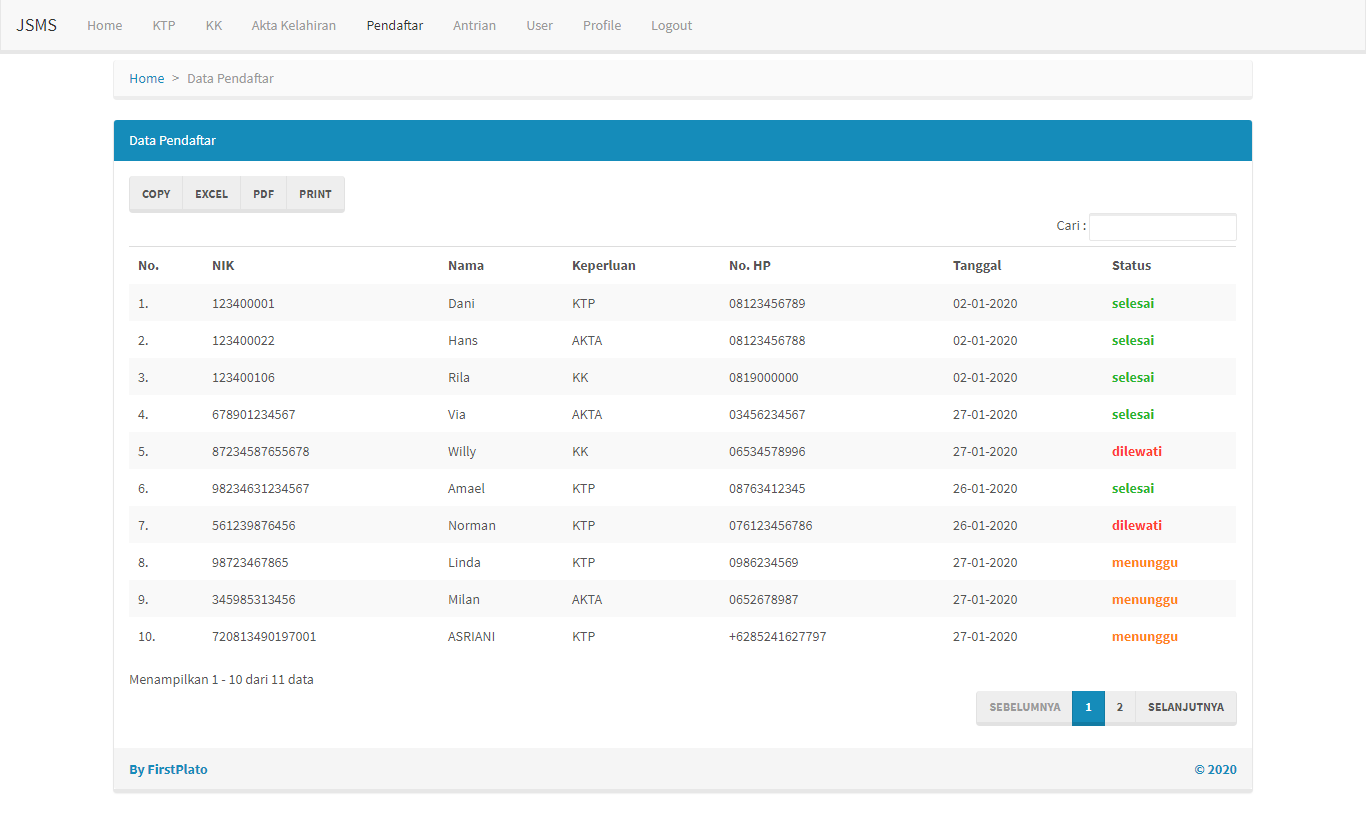 JSMS Home KTP KK Akta Kelahiran Pendaftar Antrian User Profile Logout
Home > Data Pendaftar
Data Pendaftar
COPY EXCEL PDF PRINT
Cari :
No. NIK Nama Keperluan No. HP Tanggal Status
1. 123400001 Dani KTP 08123456789 02-01-2020 selesai
2. 123400022 Hans AKTA 08123456788 02-01-2020 selesai
3. 123400106 Rila KK 0819000000 02-01-2020 selesai
4. 678901234567 Via AKTA 03456234567 27-01-2020 selesai
5. 87234587655678 Willy KK 06534578996 27-01-2020 dilewati
6. 98234631234567 Amael KTP 08763412345 26-01-2020 selesai
7. 561239876456 Norman KTP 076123456786 26-01-2020 dilewati
8. 98723467865 Linda KTP 0986234569 27-01-2020 menunggu
9. 345985313456 Milan AKTA 0652678987 27-01-2020 menunggu
10. 720813490197001 ASRIANI KTP +6285241627797 27-01-2020 menunggu
Menampilkan 1 - 10 dari 11 data
SEBELUMNYA 1 2 SELANJUTNYA
By FirstPlato © 2020